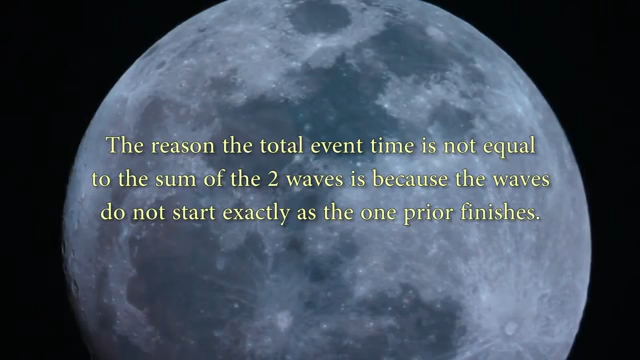 The reason the total event time is not equal
to the sum of the 2 waves is because the waves
do not start exactly as the one prior finishes.